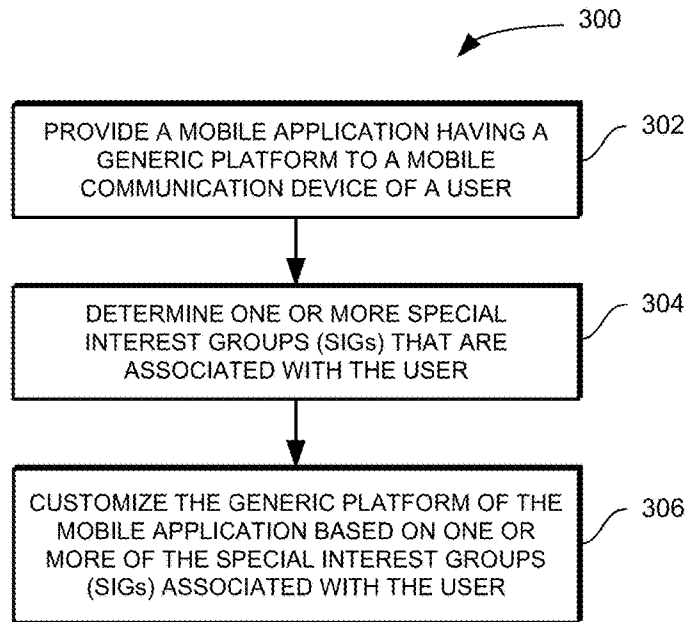 300
PROVIDE A MOBILE APPLICATION HAVING A
GENERIC PLATFORM TO A MOBILE
COMMUNICATION DEVICE OF A USER
302
DETERMINE ONE OR MORE SPECIAL
INTEREST GROUPS (SIGs) THAT ARE
ASSOCIATED WITH THE USER
304
CUSTOMIZE THE GENERIC PLATFORM OF THE
MOBILE APPLICATION BASED ON ONE OR
MORE OF THE SPECIAL INTEREST GROUPS
(SIGs) ASSOCIATED WITH THE USER
306